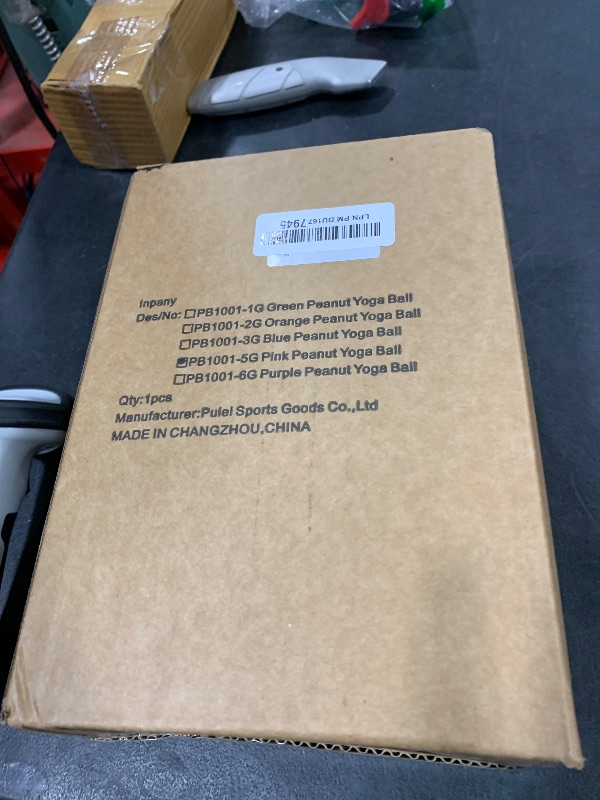 LPN PM DU1677945
Inpany
Des/No: ☐PB1001-1G Green Peanut Yoga Ball
☐PB1001-2G Orange Peanut Yoga Ball
☐PB1001-3G Blue Peanut Yoga Ball
☑PB1001-5G Pink Peanut Yoga Ball
☐PB1001-6G Purple Peanut Yoga Ball
Qty:1pcs
Manufacturer:Pulei Sports Goods Co.,Ltd
MADE IN CHANGZHOU,CHINA